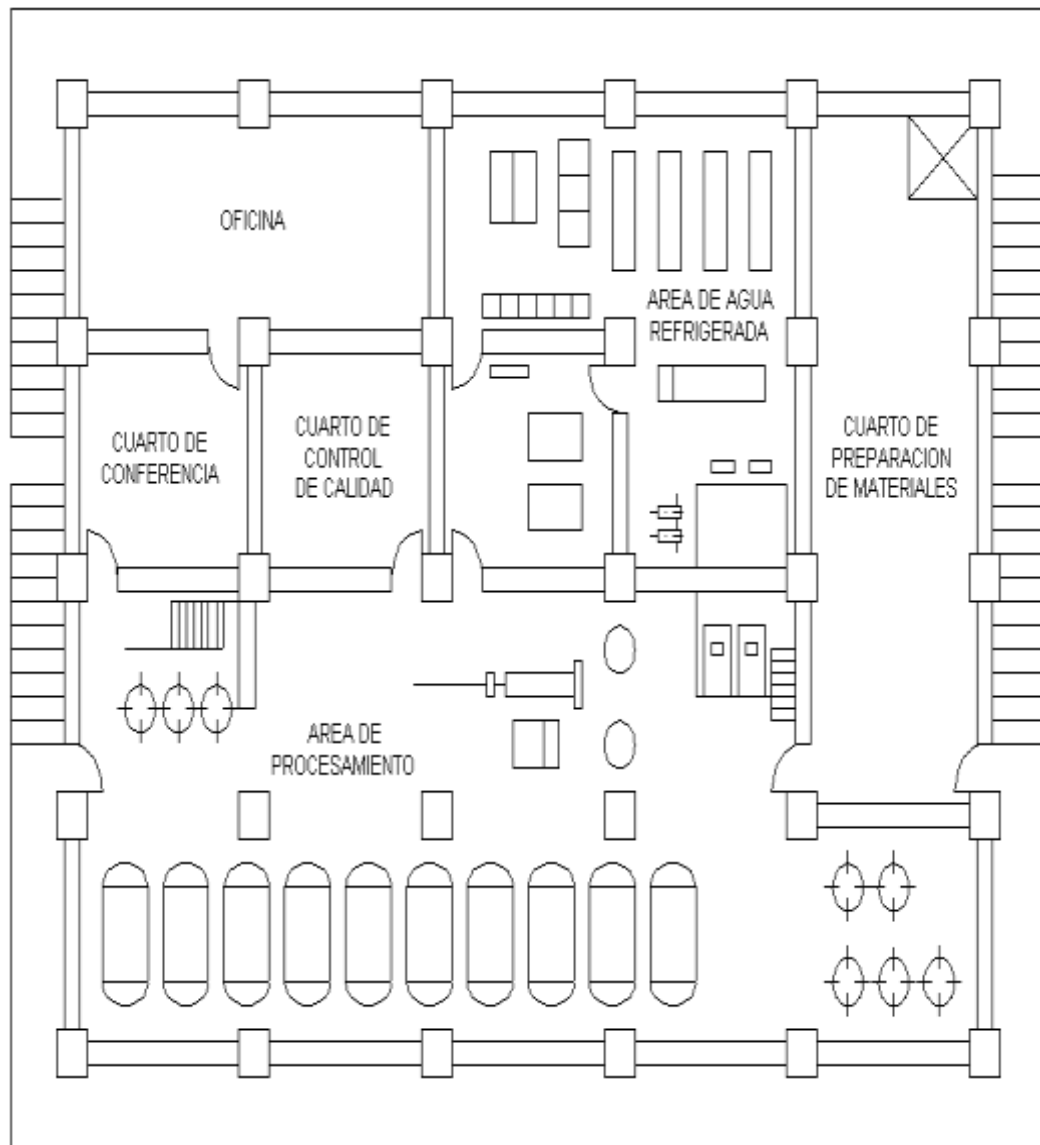 OFICINA
AREA DE AGUA
REFRIGERADA
CUARTO DE
CONFERENCIA
CUARTO DE
CONTROL
DE CALIDAD
CUARTO DE
PREPARACION
DE MATERIALES
AREA DE
PROCESAMIENTO